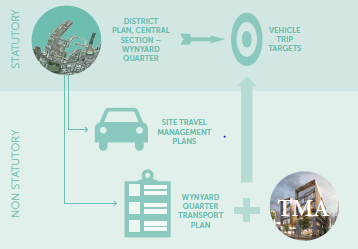 STATUTORY
DISTRICT
PLAN, CENTRAL
SECTION –
WYNYARD
QUARTER
VEHICLE
TRIP
TARGETS
NON STATUTORY
SITE TRAVEL
MANAGEMENT
PLANS
WYNYARD
QUARTER
TRANSPORT
PLAN
TMA